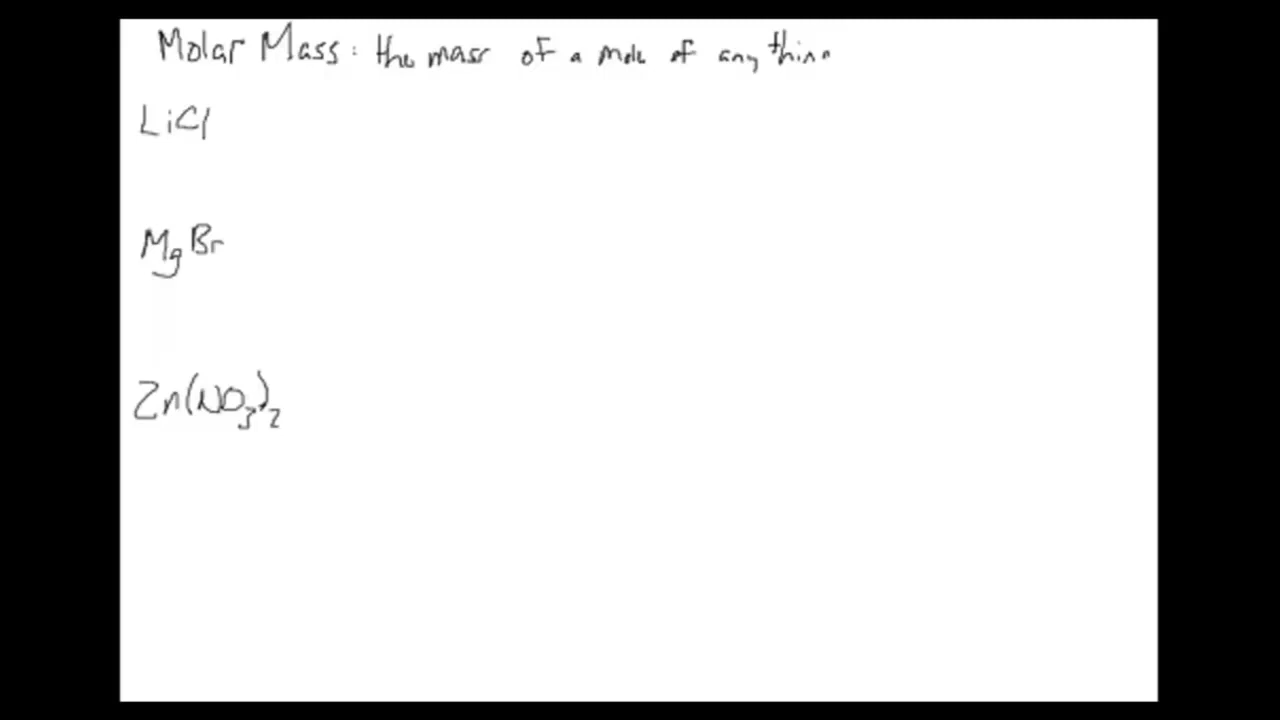 Molar Mass: the mass of a mole of any thing
LiCl
MgBr
Zn(NO₃)₂